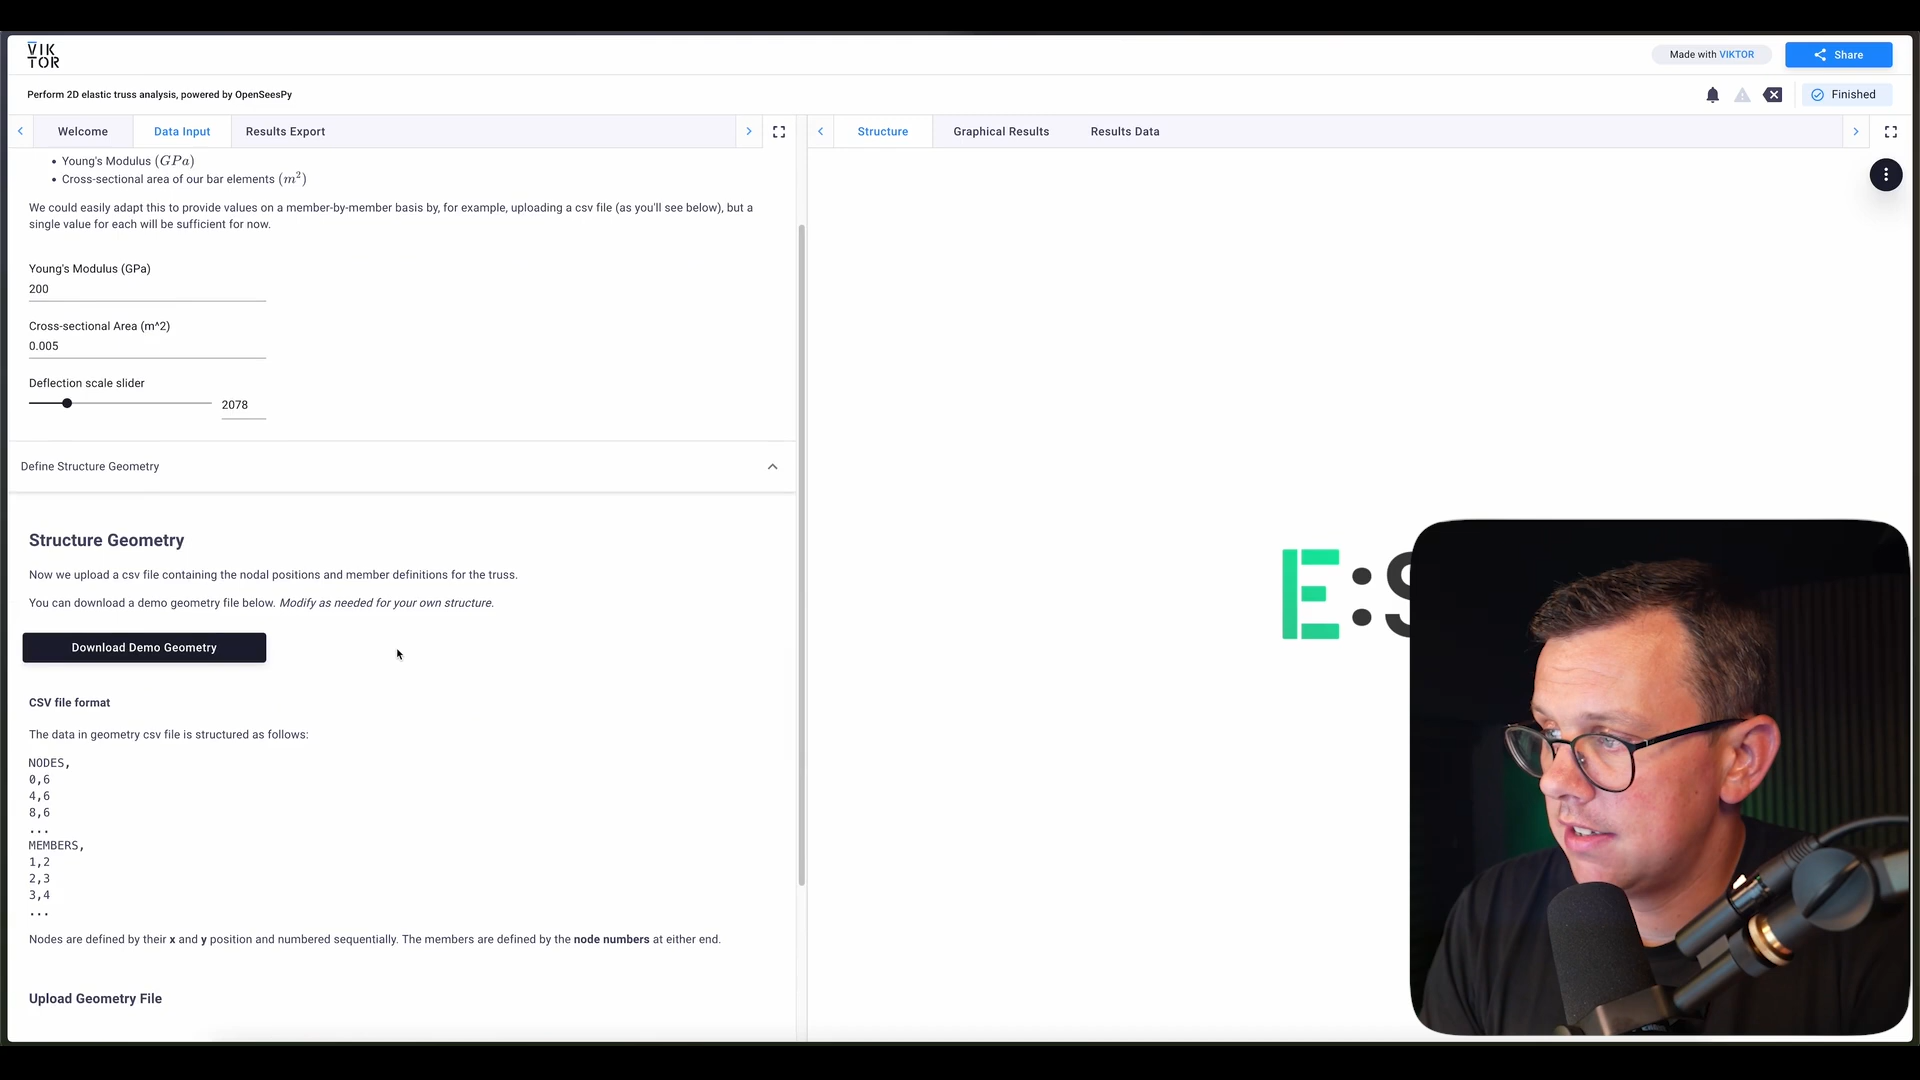 VIK
TOR
Made with VIKTOR
Share
Perform 2D elastic truss analysis, powered by OpenSeesPy
Finished
Welcome
Data Input
Results Export
Structure
Graphical Results
Results Data
• Young's Modulus (GPa)
• Cross-sectional area of our bar elements (m²)
We could easily adapt this to provide values on a member-by-member basis by, for example, uploading a csv file (as you'll see below), but a
single value for each will be sufficient for now.
Young's Modulus (GPa)
200
Cross-sectional Area (m^2)
0.005
Deflection scale slider
2078
Define Structure Geometry
Structure Geometry
Now we upload a csv file containing the nodal positions and member definitions for the truss.
You can download a demo geometry file below. Modify as needed for your own structure.
Download Demo Geometry
CSV file format
The data in geometry csv file is structured as follows:
NODES,
0,6
4,6
8,6
...
MEMBERS,
1,2
2,3
3,4
...
Nodes are defined by their x and y position and numbered sequentially. The members are defined by the node numbers at either end.
Upload Geometry File
E:S